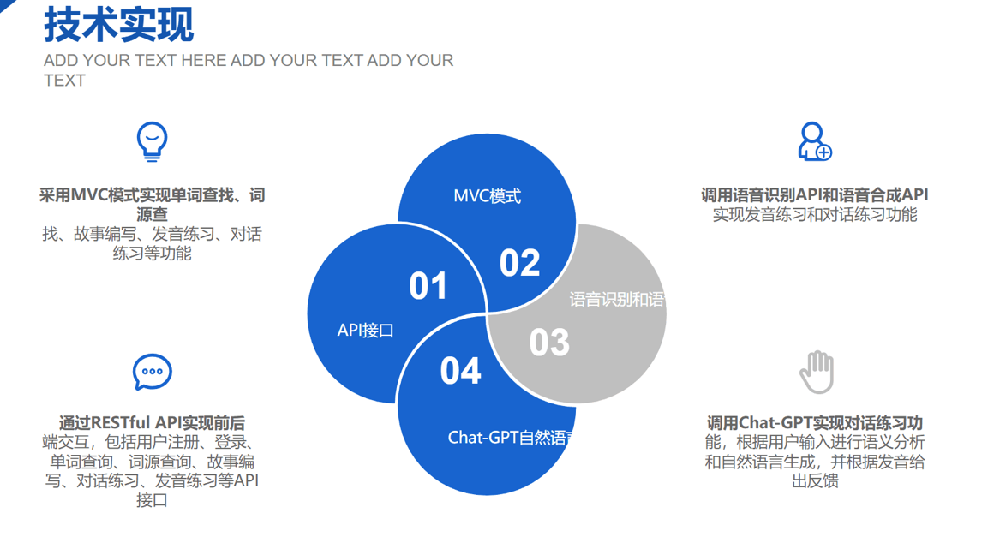 技术实现
ADD YOUR TEXT HERE ADD YOUR TEXT ADD YOUR
TEXT
采用MVC模式实现单词查找、词
源查
找、故事编写、发音练习、对话
练习等功能
通过RESTful API实现前后
端交互，包括用户注册、登录、
单词查询、词源查询、故事编
写、对话练习、发音练习等API
接口
MVC模式
02
01
API接口
语音识别和语
03
04
Chat-GPT自然语言
调用语音识别API和语音合成API
实现发音练习和对话练习功能
调用Chat-GPT实现对话练习功
能，根据用户输入进行语义分析
和自然语言生成，并根据发音给
出反馈